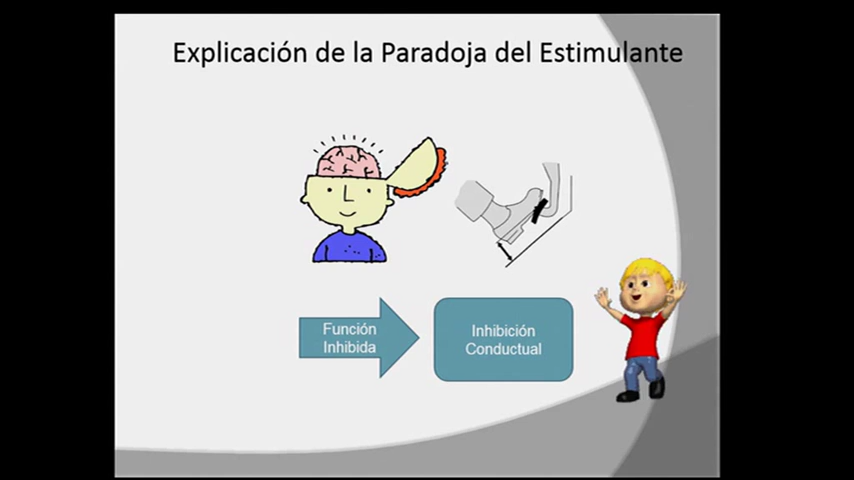 Explicación de la Paradoja del Estimulante
Función
Inhibida
Inhibición
Conductual